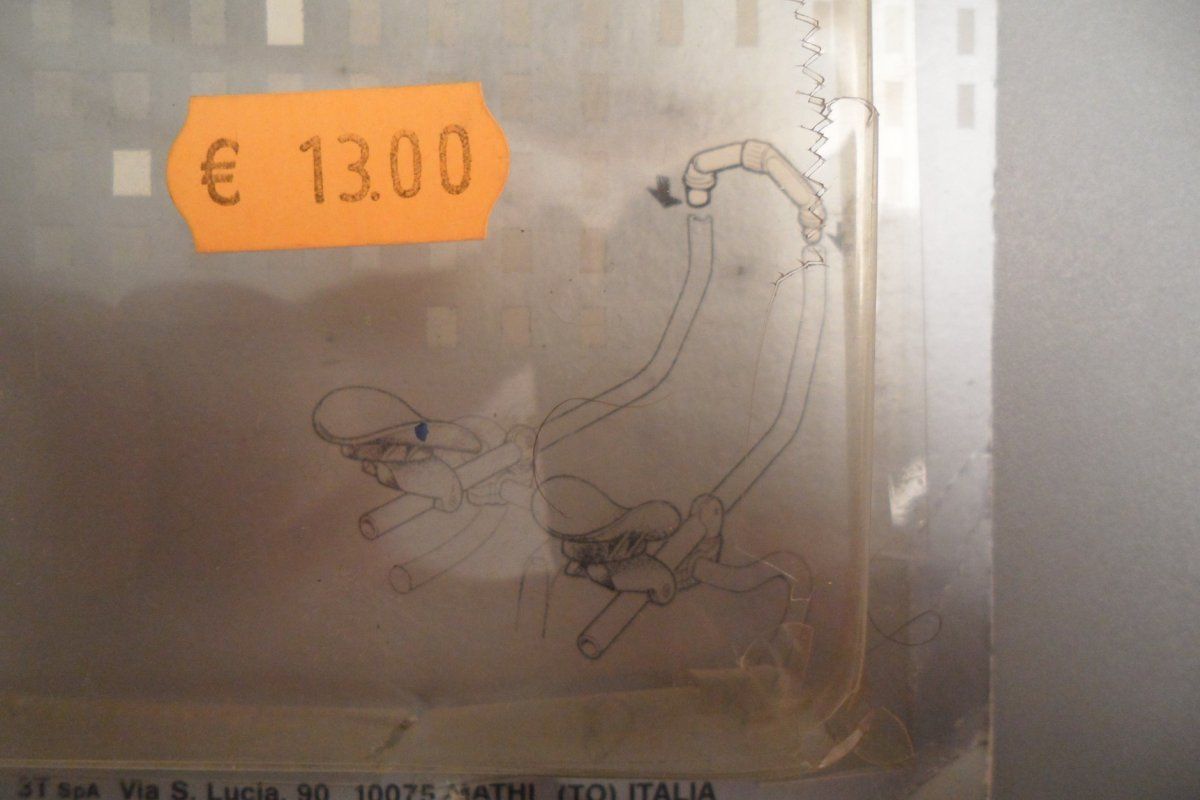 € 13.00
3T SpA Via S. Lucia, 90 10075 MATHI (TO) ITALIA